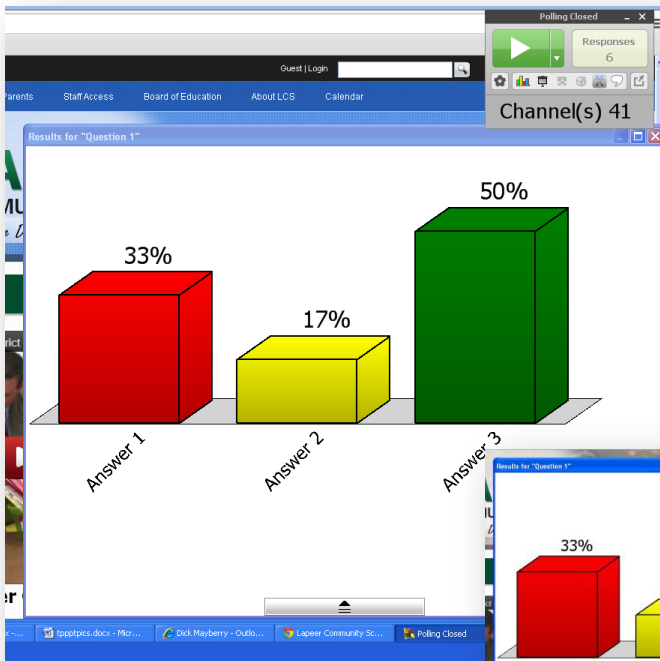 Polling Closed
Responses
6
Channel(s) 41
Guest | Login
Parents Staff Access Board of Education About LCS Calendar
Results for "Question 1"
33%
17%
50%
Answer 1
Answer 2
Answer 3
Results for "Question 1"
33%
tppptpics.docx - Micr...
Dick Mayberry - Outlo...
Lapeer Community Sc...
Polling Closed